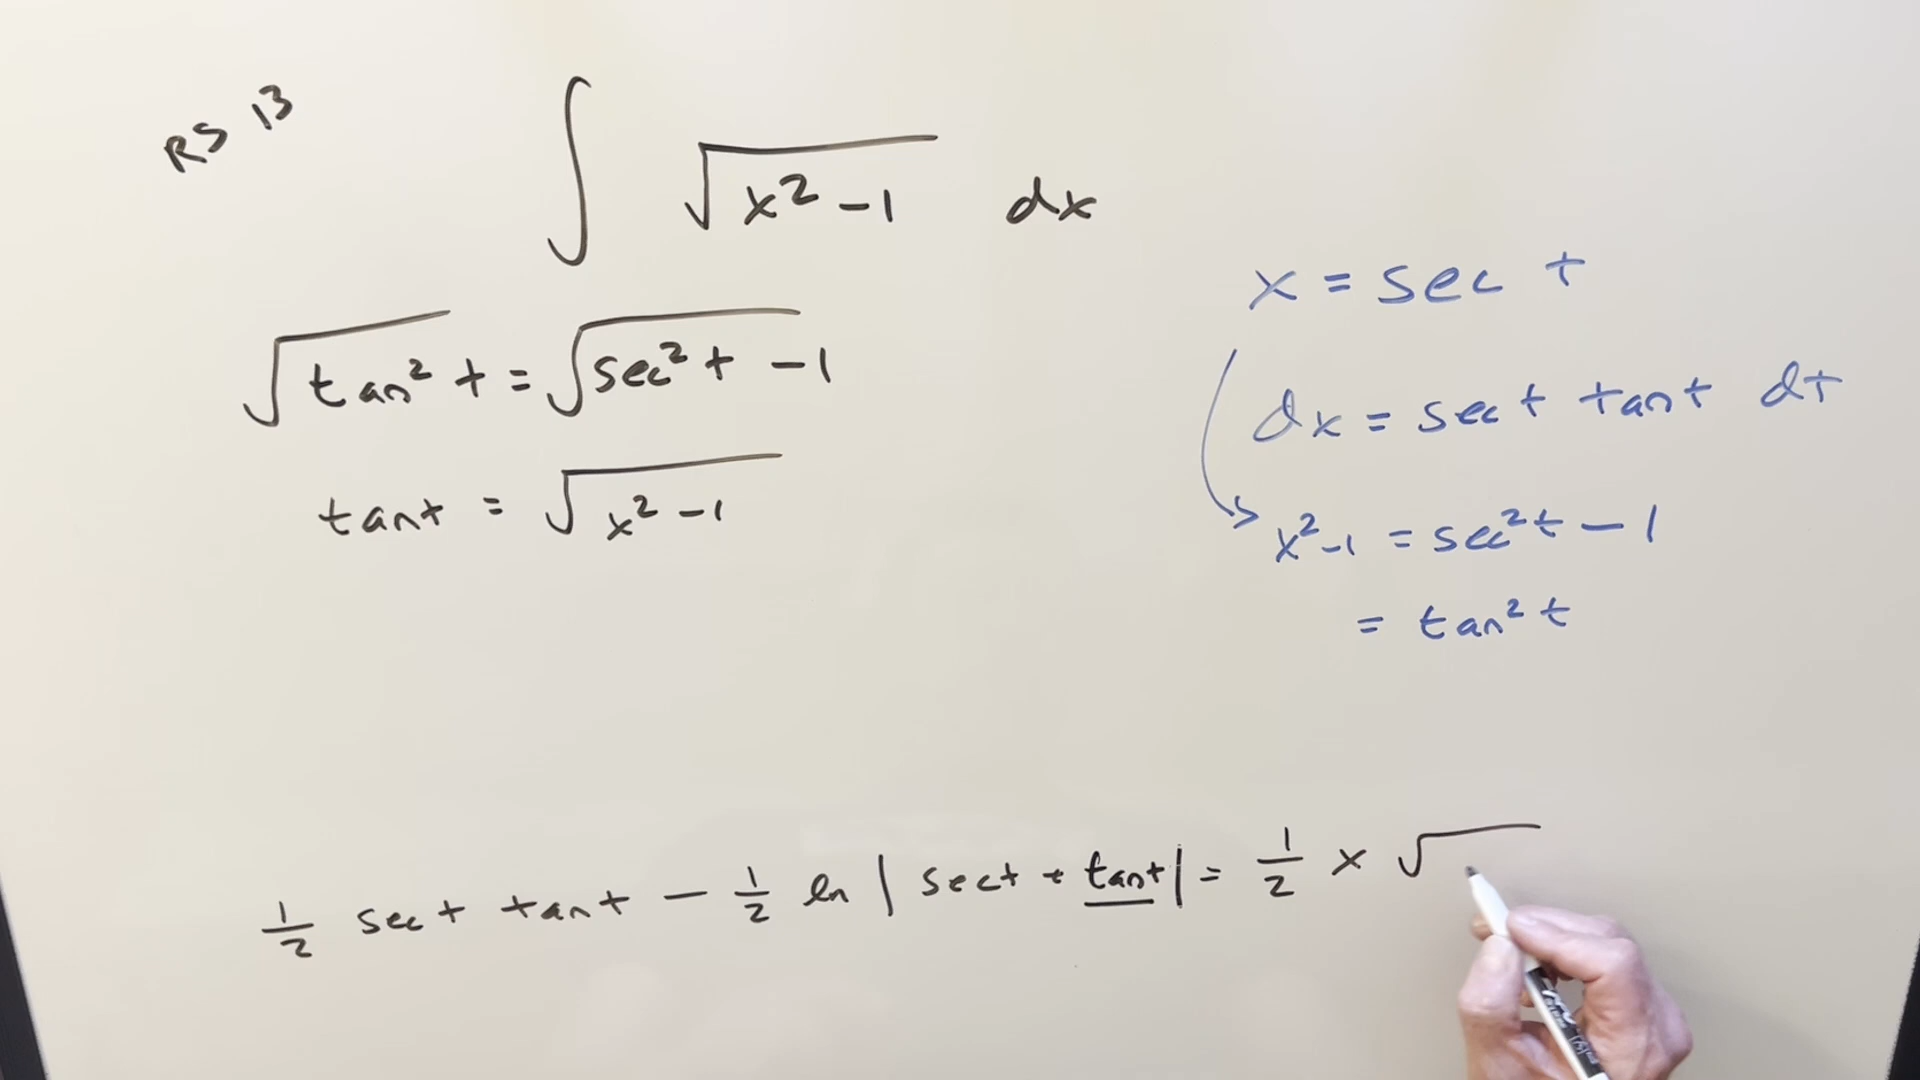 RS 13
∫ √(x² - 1) dx
x = sec t
√(tan² t) = √(sec² t - 1)
dx = sec t tan t dt
tan t = √(x² - 1)
x² - 1 = sec² t - 1
= tan² t
1/2 sec t tan t - 1/2 ln | sec t + tan t | = 1/2 x √